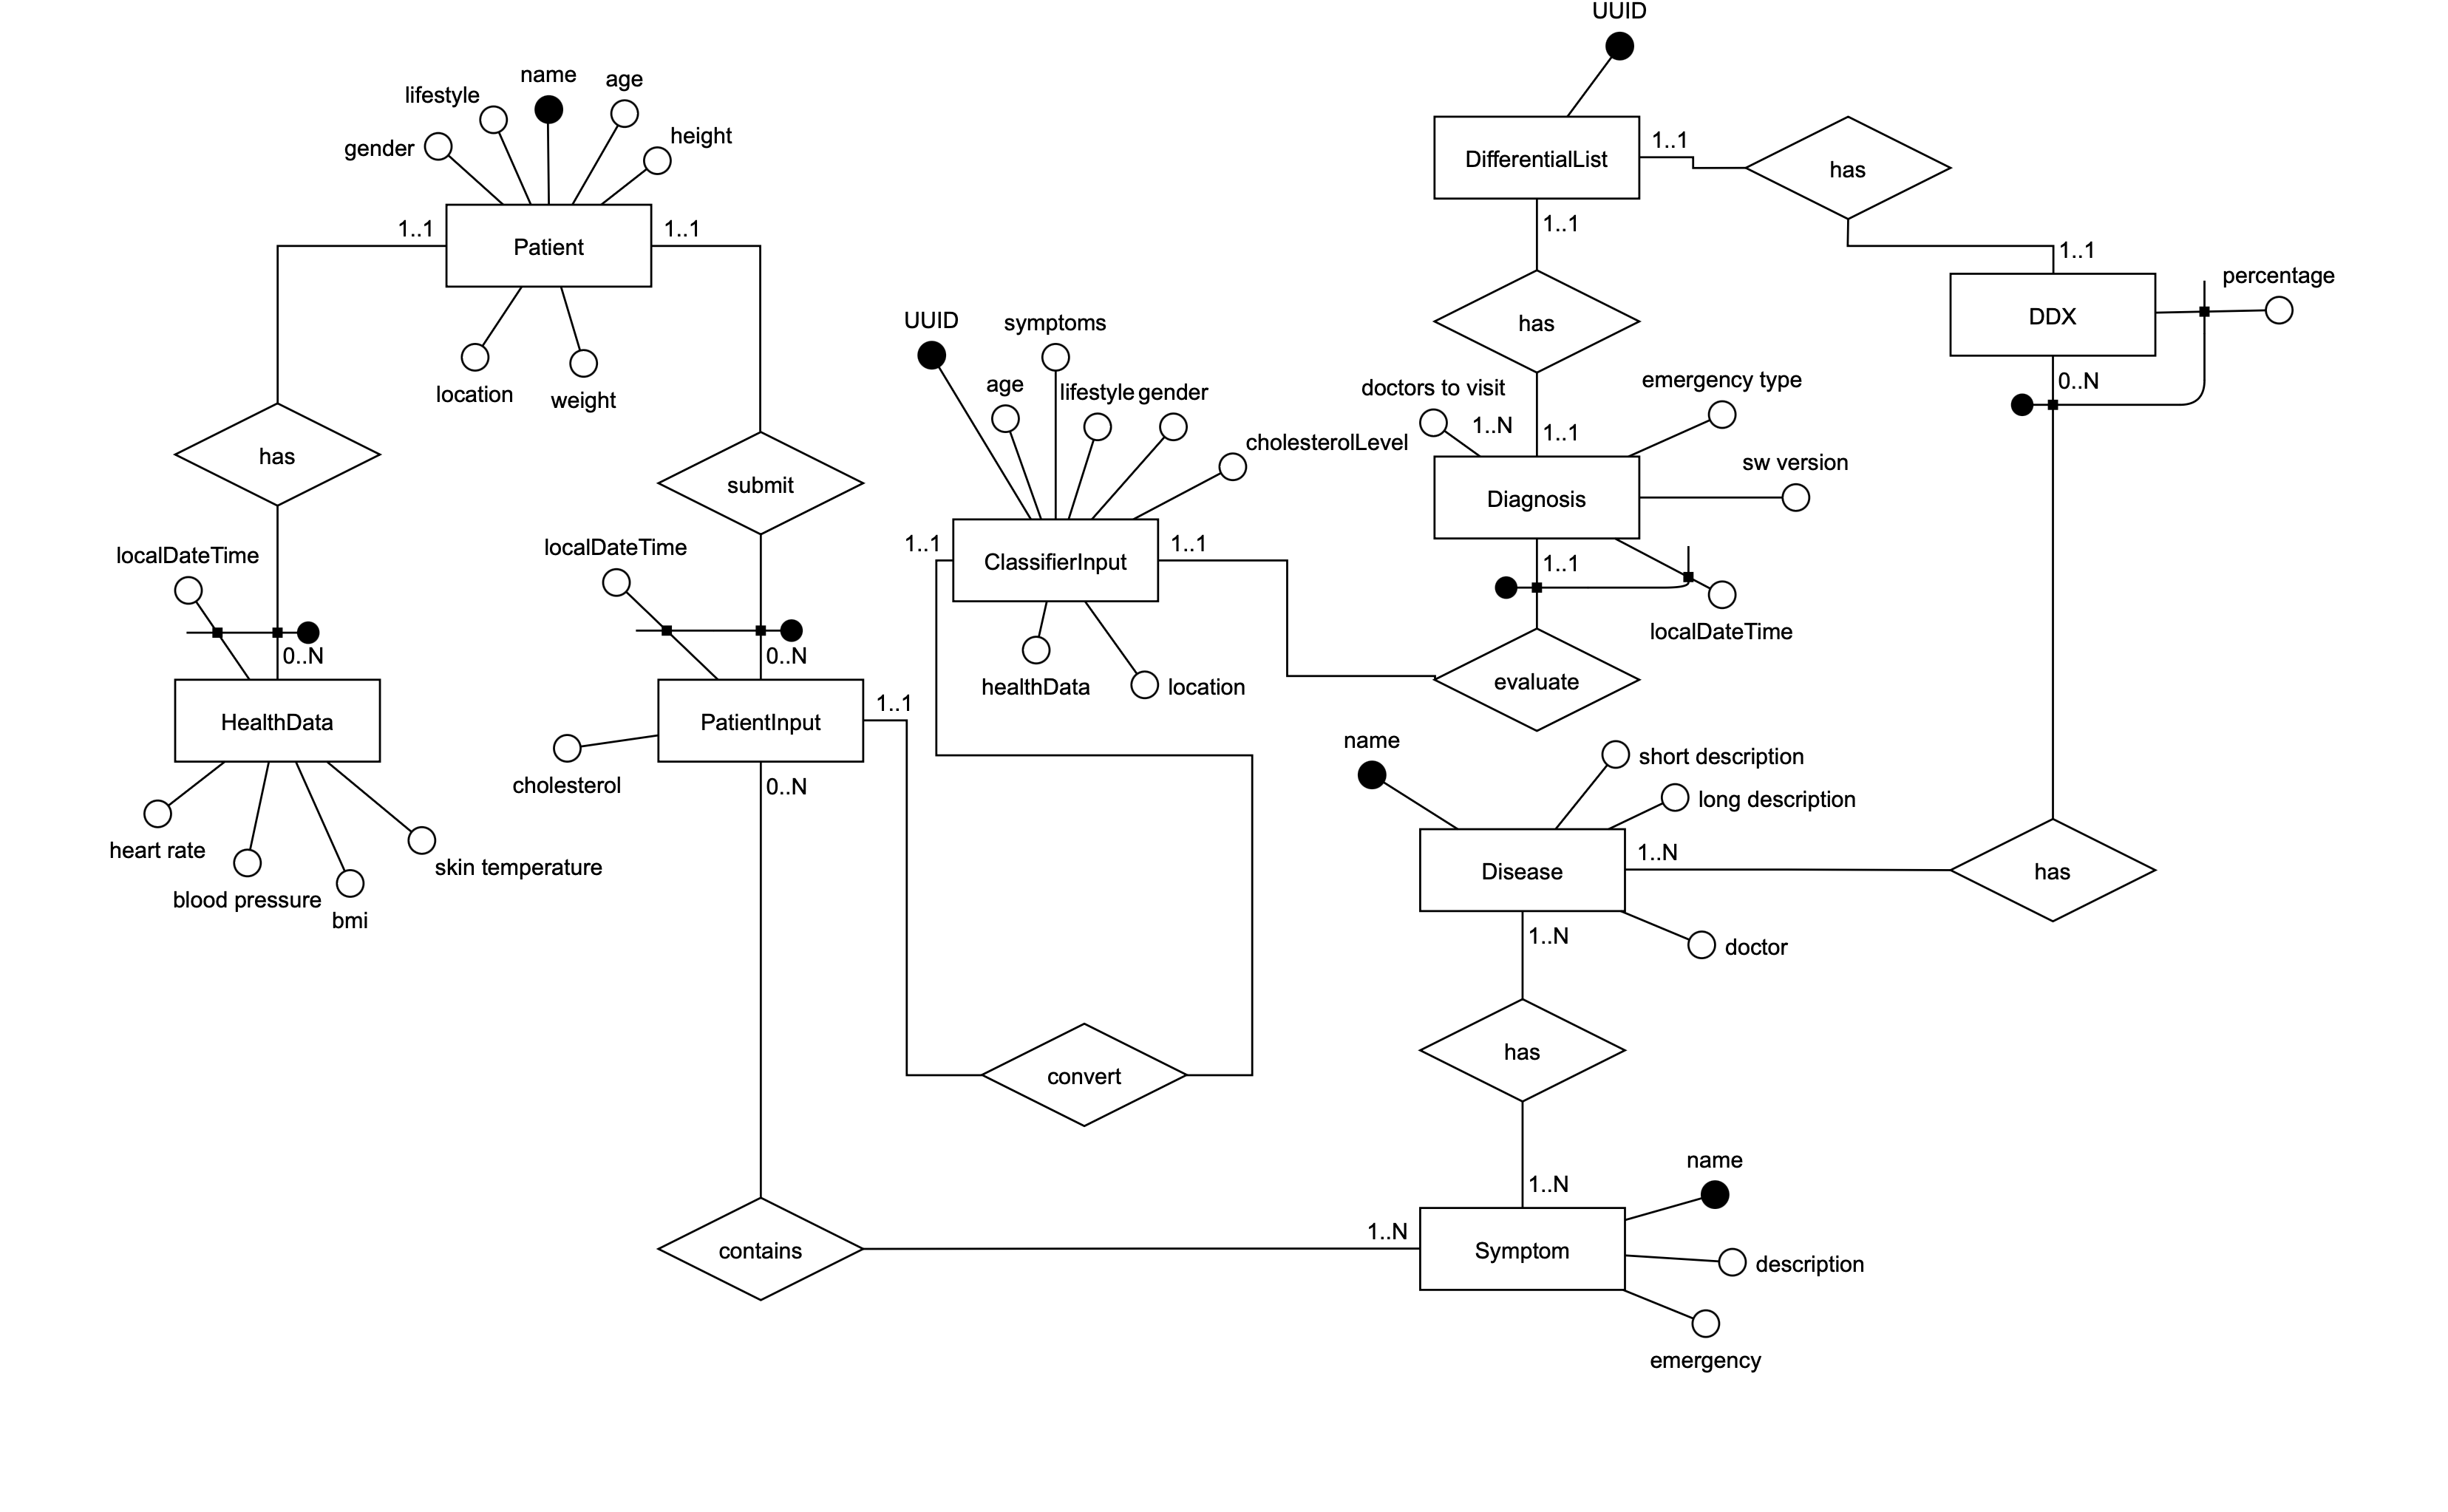 UUID
name
age
lifestyle
height
gender
DifferentialList
1..1
has
1..1
Patient
1..1
1..1
1..1
has
percentage
DDX
UUID
symptoms
location
weight
age
lifestyle
gender
doctors to visit
1..N
emergency type
0..N
1..1
cholesterolLevel
has
submit
sw version
Diagnosis
localDateTime
localDateTime
1..1
ClassifierInput
1..1
1..1
localDateTime
0..N
0..N
healthData
location
evaluate
HealthData
PatientInput
1..1
name
short description
cholesterol
0..N
long description
heart rate
blood pressure
bmi
skin temperature
Disease
1..N
has
1..N
doctor
has
convert
name
1..N
contains
1..N
Symptom
description
emergency